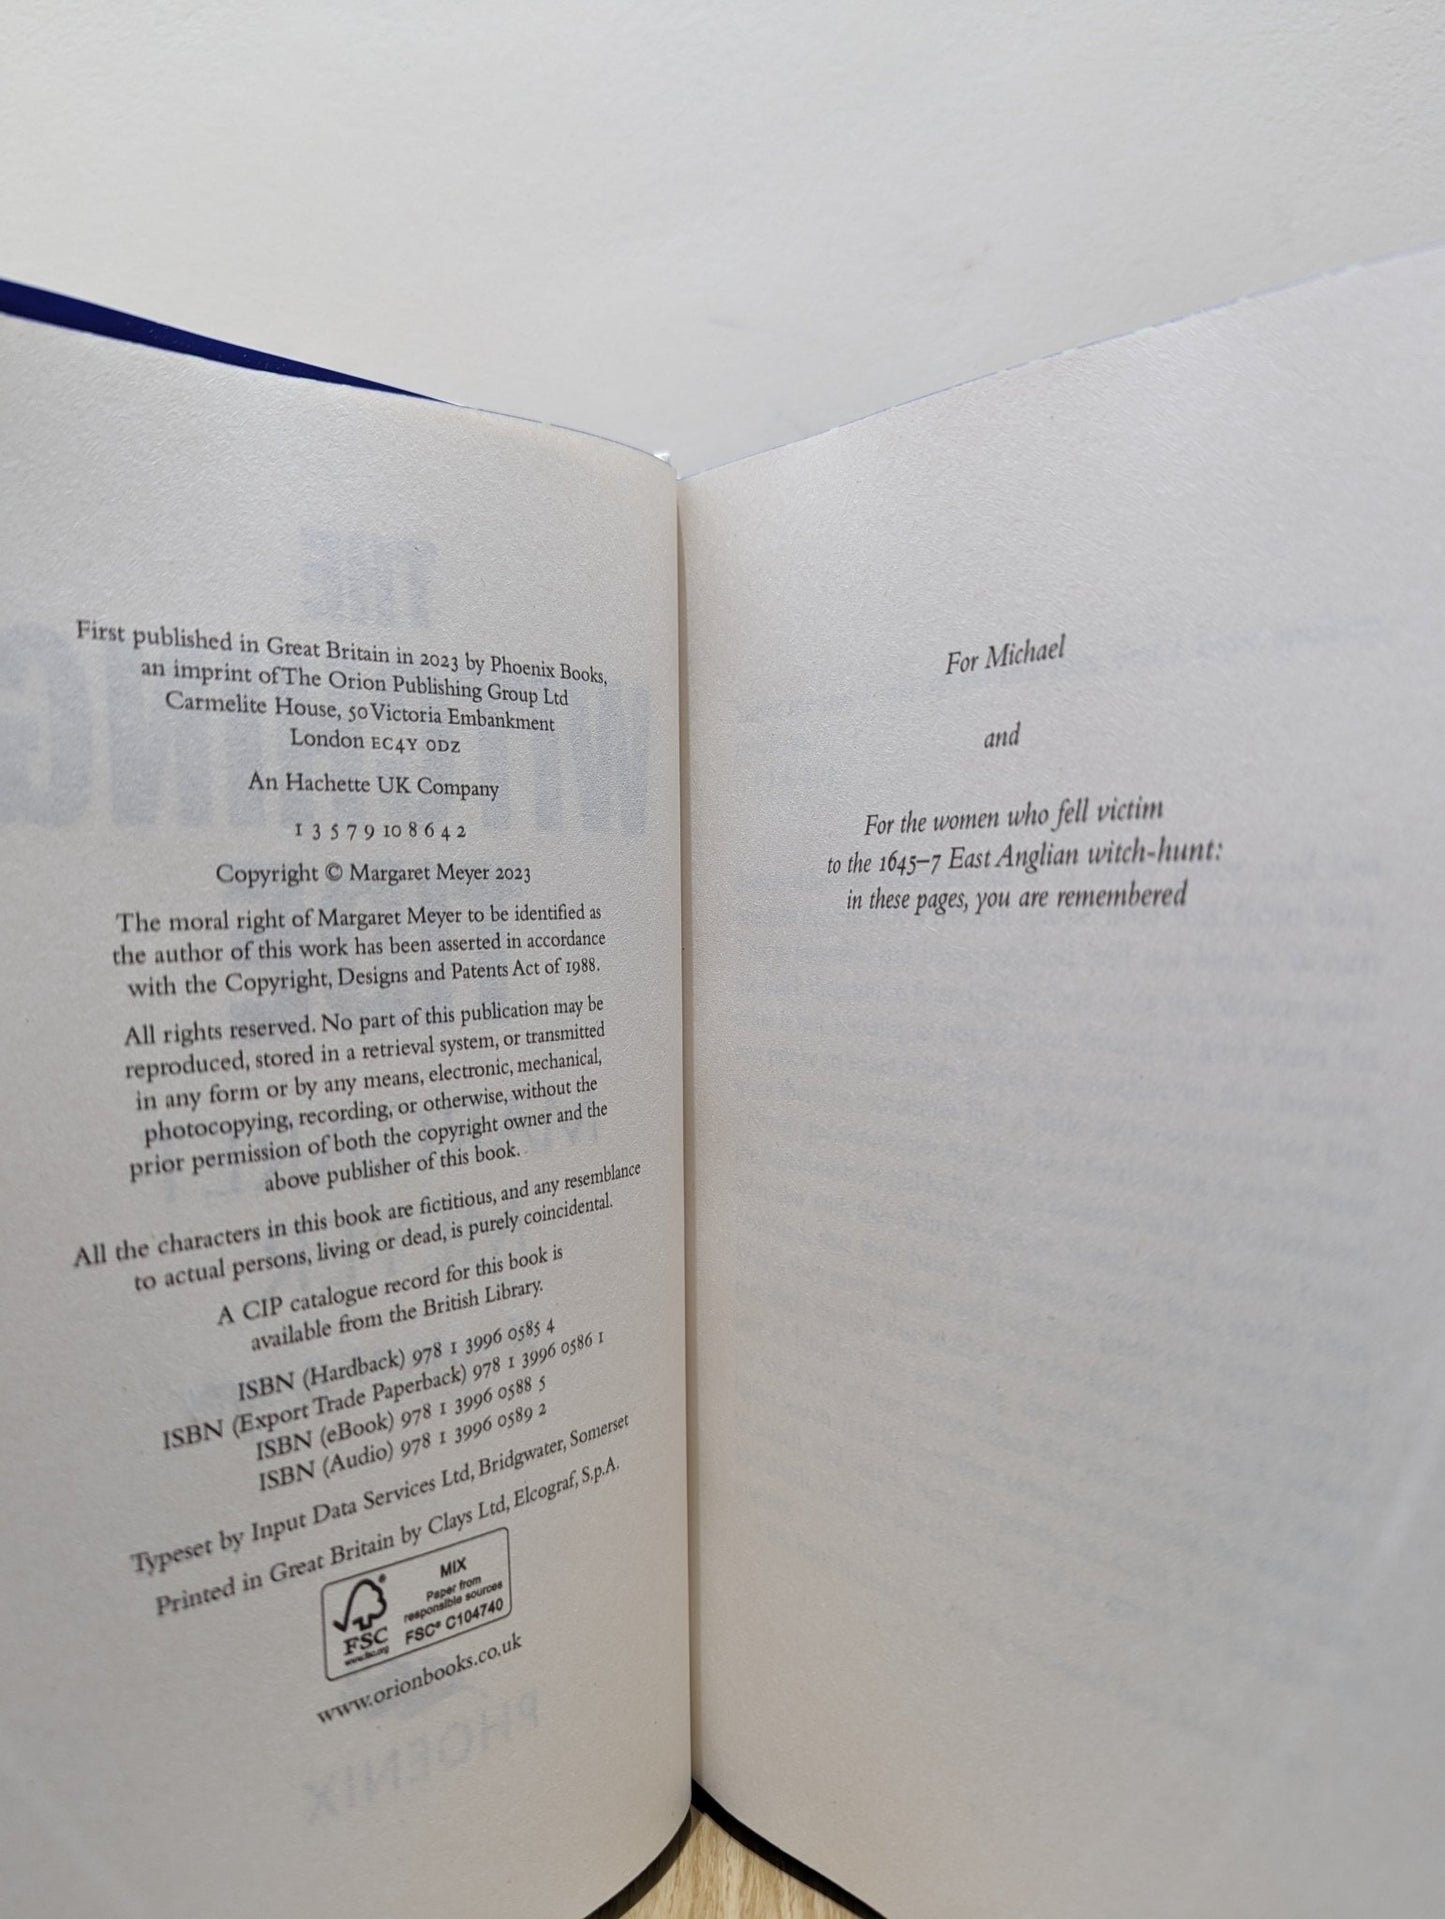 First published in Great Britain in 2023 by Phoenix Books,
an imprint of The Orion Publishing Group Ltd
Carmelite House, 50 Victoria Embankment
London EC4Y 0DZ
An Hachette UK Company
1 3 5 7 9 10 8 6 4 2
Copyright © Margaret Meyer 2023
The moral right of Margaret Meyer to be identified as
the author of this work has been asserted in accordance
with the Copyright, Designs and Patents Act of 1988.
All rights reserved. No part of this publication may be
reproduced, stored in a retrieval system, or transmitted
in any form or by any means, electronic, mechanical,
photocopying, recording, or otherwise, without the
prior permission of both the copyright owner and the
above publisher of this book.
All the characters in this book are fictitious, and any resemblance
to actual persons, living or dead, is purely coincidental.
A CIP catalogue record for this book is
available from the British Library.
ISBN (Hardback) 978 1 3996 0585 4
ISBN (Export Trade Paperback) 978 1 3996 0586 1
ISBN (eBook) 978 1 3996 0588 5
ISBN (Audio) 978 1 3996 0589 2
Typeset by Input Data Services Ltd, Bridgwater, Somerset
Printed in Great Britain by Clays Ltd, Elcograf, S.p.A.
FSC
www.fsc.org
MIX
Paper from
responsible sources
FSC® C104740
www.orionbooks.co.uk
PHOENIX
For Michael
and
For the women who fell victim
to the 1645–7 East Anglian witch-hunt:
in these pages, you are remembered